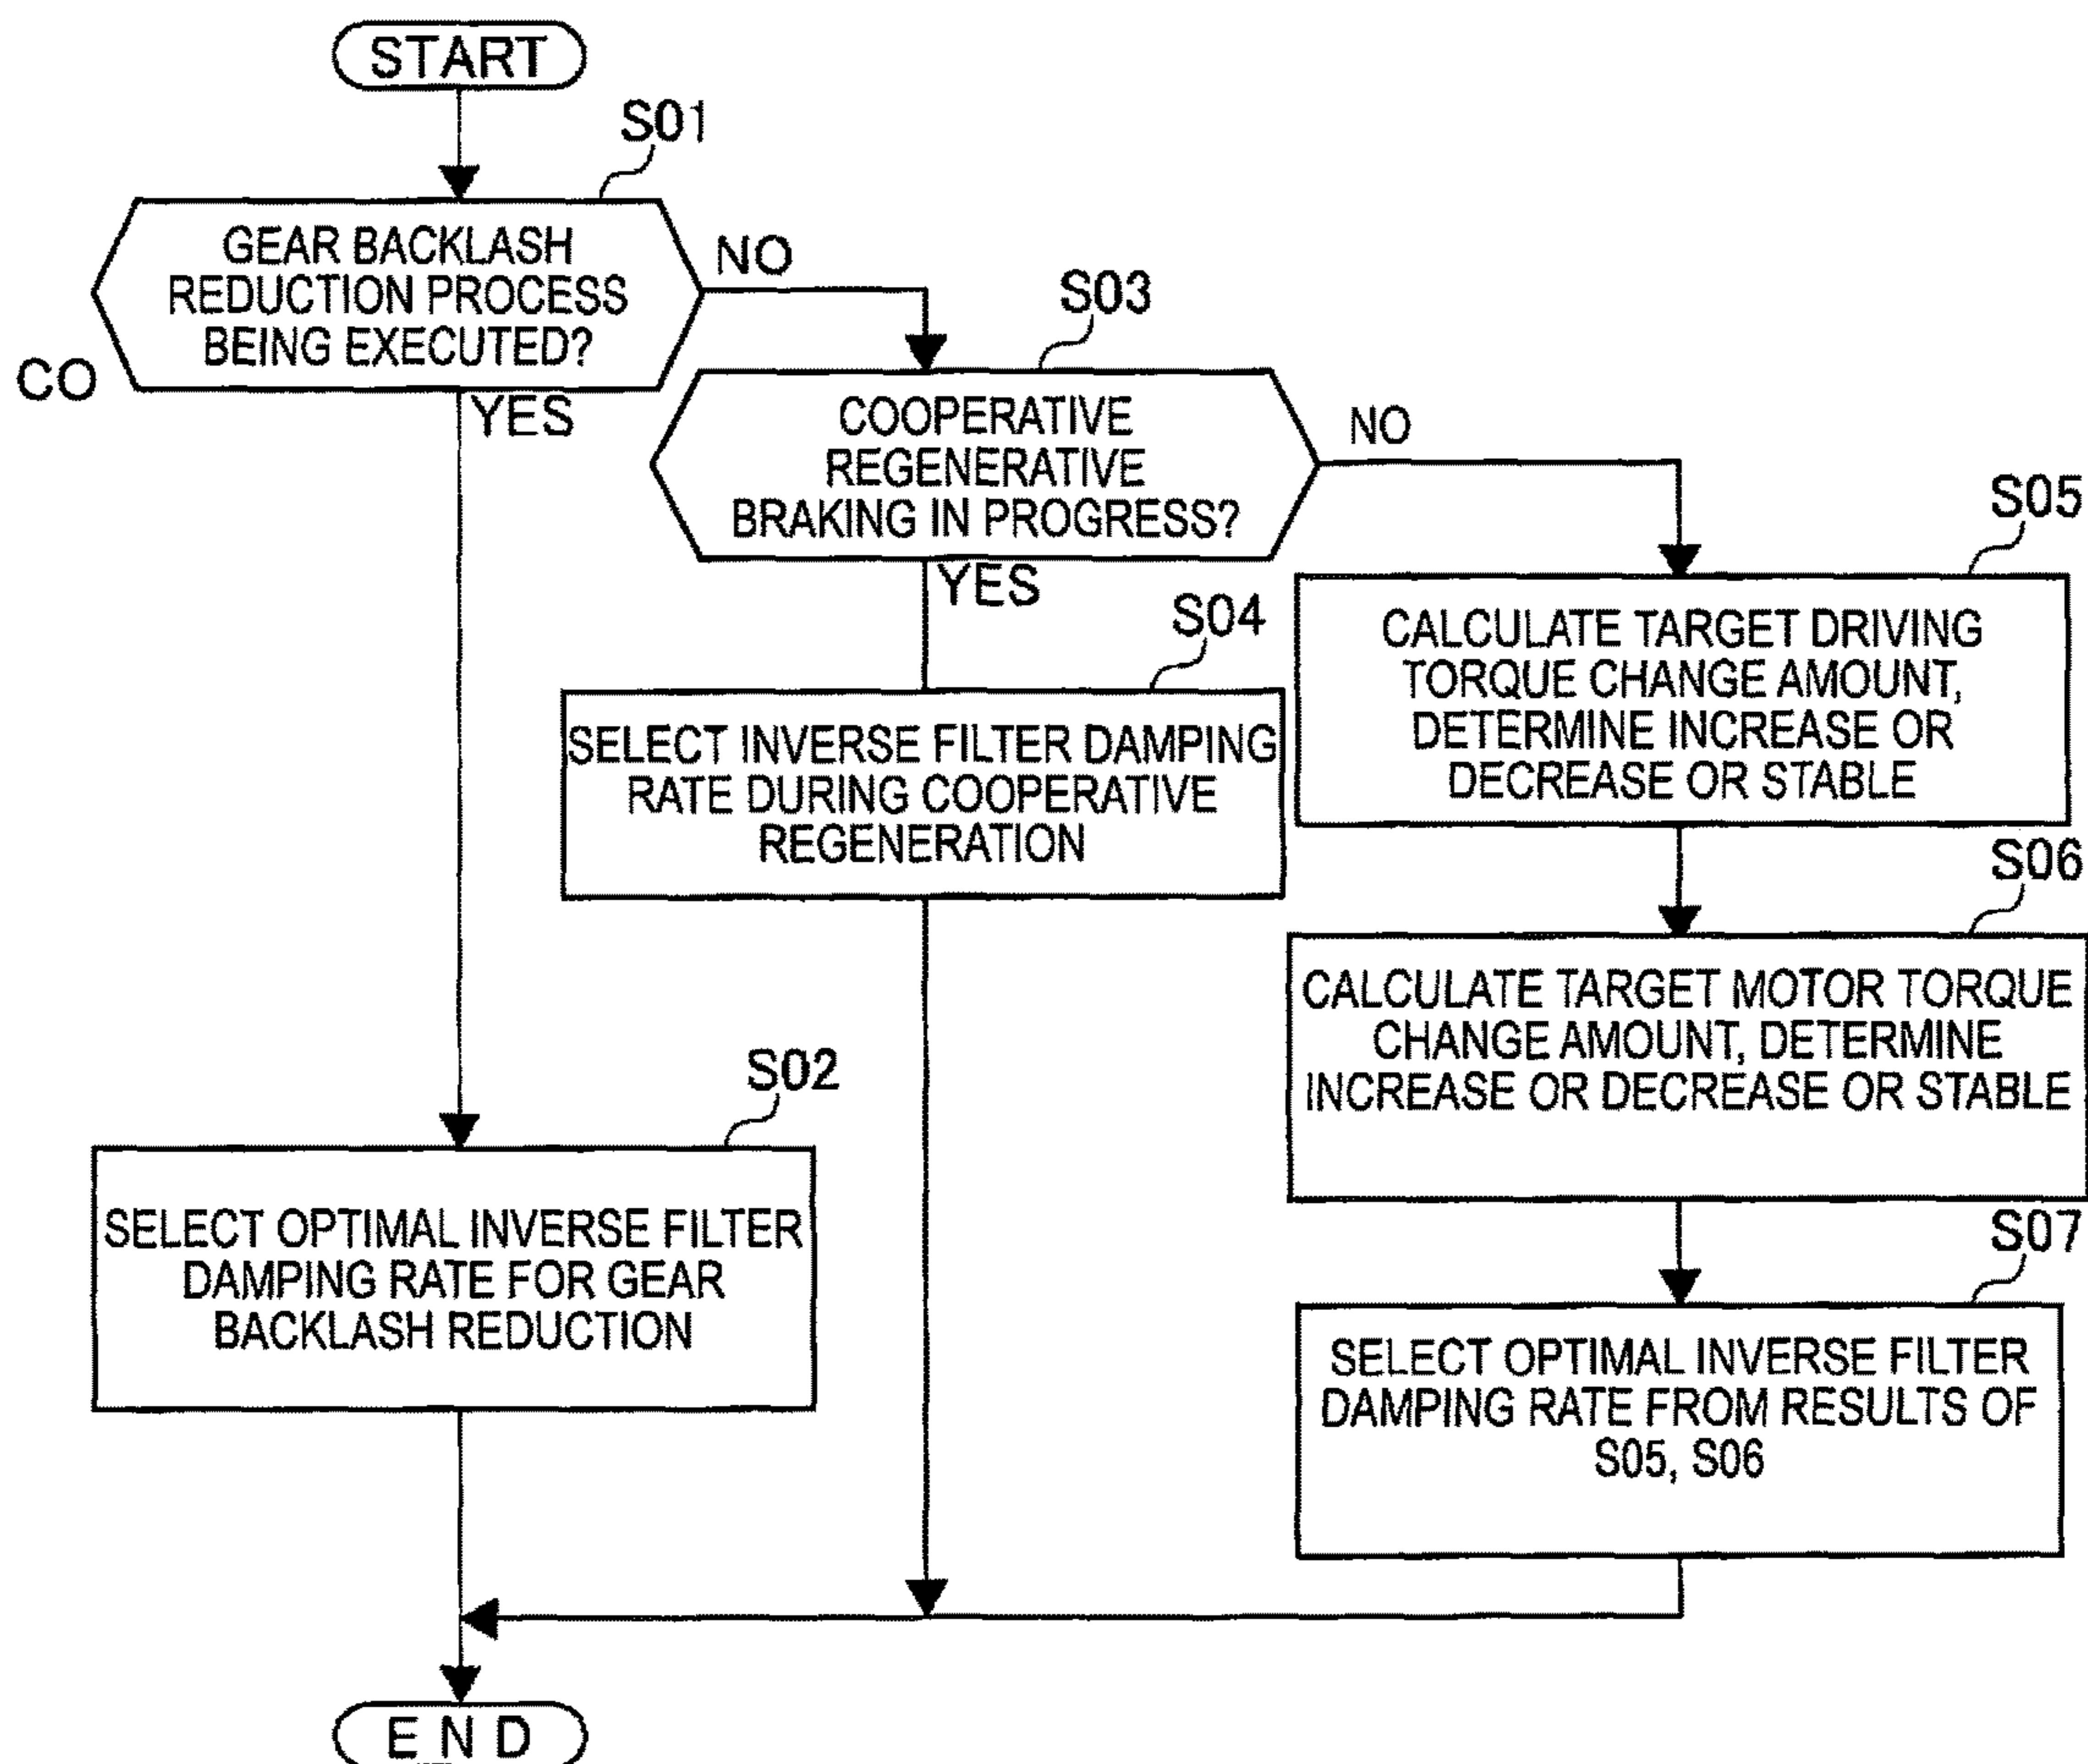 START
S01
GEAR BACKLASH
REDUCTION PROCESS
BEING EXECUTED?
NO
CO
YES
S03
COOPERATIVE
REGENERATIVE
BRAKING IN PROGRESS?
NO
YES
S04
SELECT INVERSE FILTER DAMPING
RATE DURING COOPERATIVE
REGENERATION
S05
CALCULATE TARGET DRIVING
TORQUE CHANGE AMOUNT,
DETERMINE INCREASE OR
DECREASE OR STABLE
S06
CALCULATE TARGET MOTOR TORQUE
CHANGE AMOUNT, DETERMINE
INCREASE OR DECREASE OR STABLE
S02
SELECT OPTIMAL INVERSE FILTER
DAMPING RATE FOR GEAR
BACKLASH REDUCTION
S07
SELECT OPTIMAL INVERSE FILTER
DAMPING RATE FROM RESULTS OF
S05, S06
END